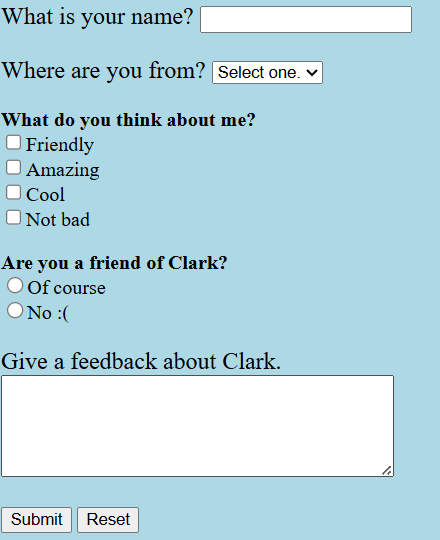 What is your name?
Where are you from? Select one.
What do you think about me?
Friendly
Amazing
Cool
Not bad
Are you a friend of Clark?
Of course
No :(
Give a feedback about Clark.
Submit Reset